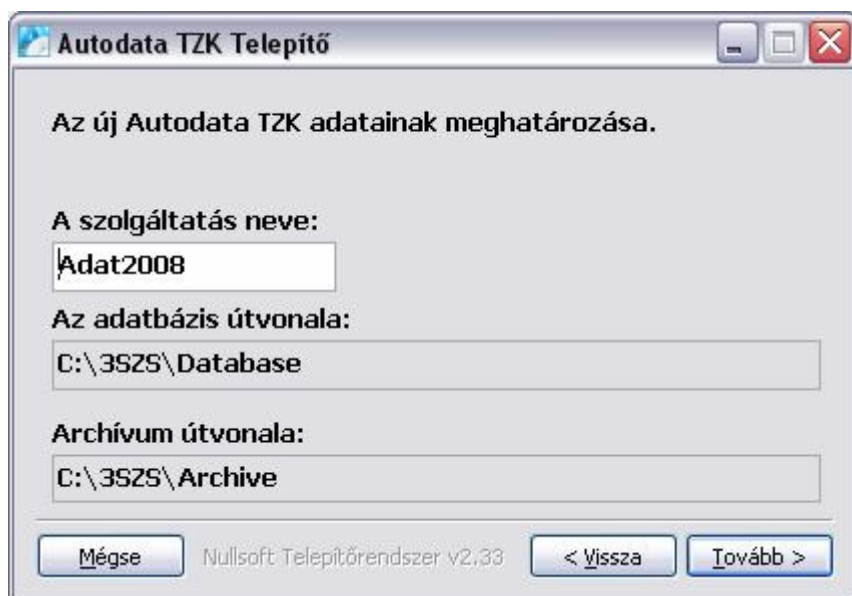 Autodata TZK Telepítő
Az új Autodata TZK adatainak meghatározása.
A szolgáltatás neve:
Adat2008
Az adatbázis útvonala:
C:\3SZS\Database
Archívum útvonala:
C:\3SZS\Archive
Mégse Nullsoft Telepítőrendszer v2.33 < Vissza Tovább >